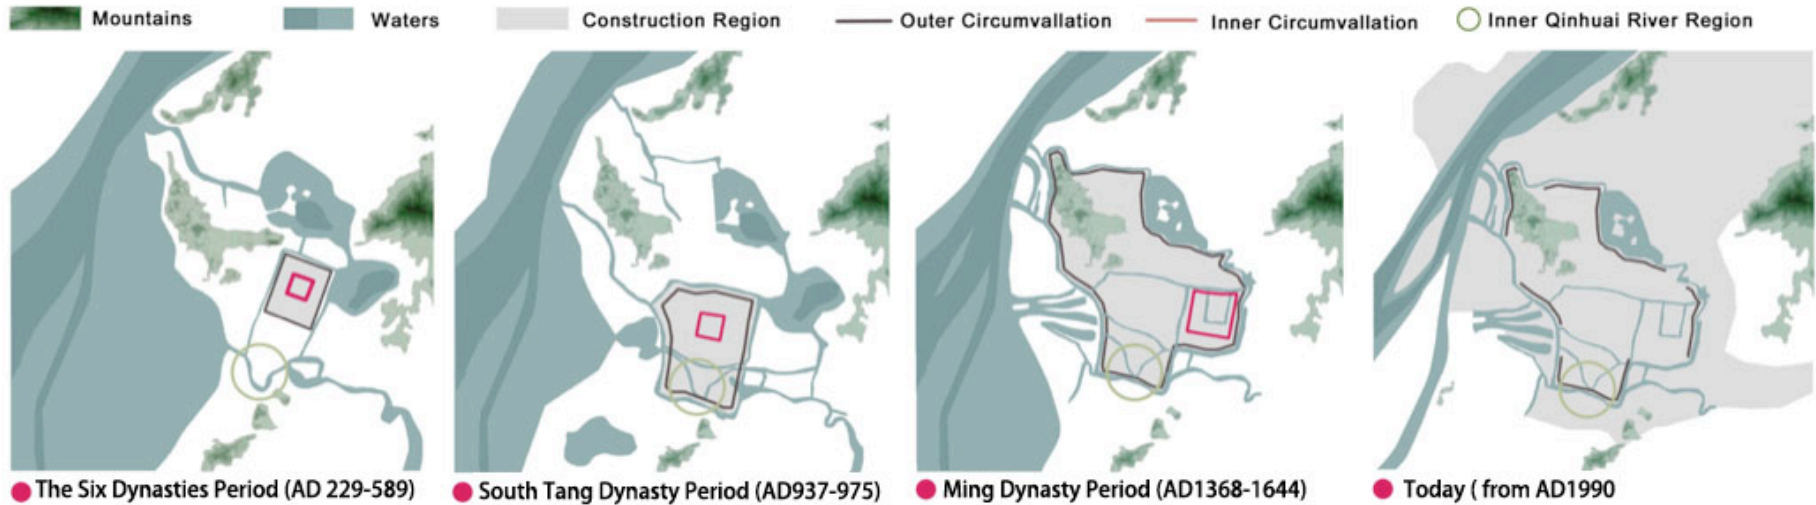 Mountains
Waters
Construction Region
Outer Circumvallation
Inner Circumvallation
Inner Qinhuai River Region
The Six Dynasties Period (AD 229-589)
South Tang Dynasty Period (AD937-975)
Ming Dynasty Period (AD1368-1644)
Today ( from AD1990